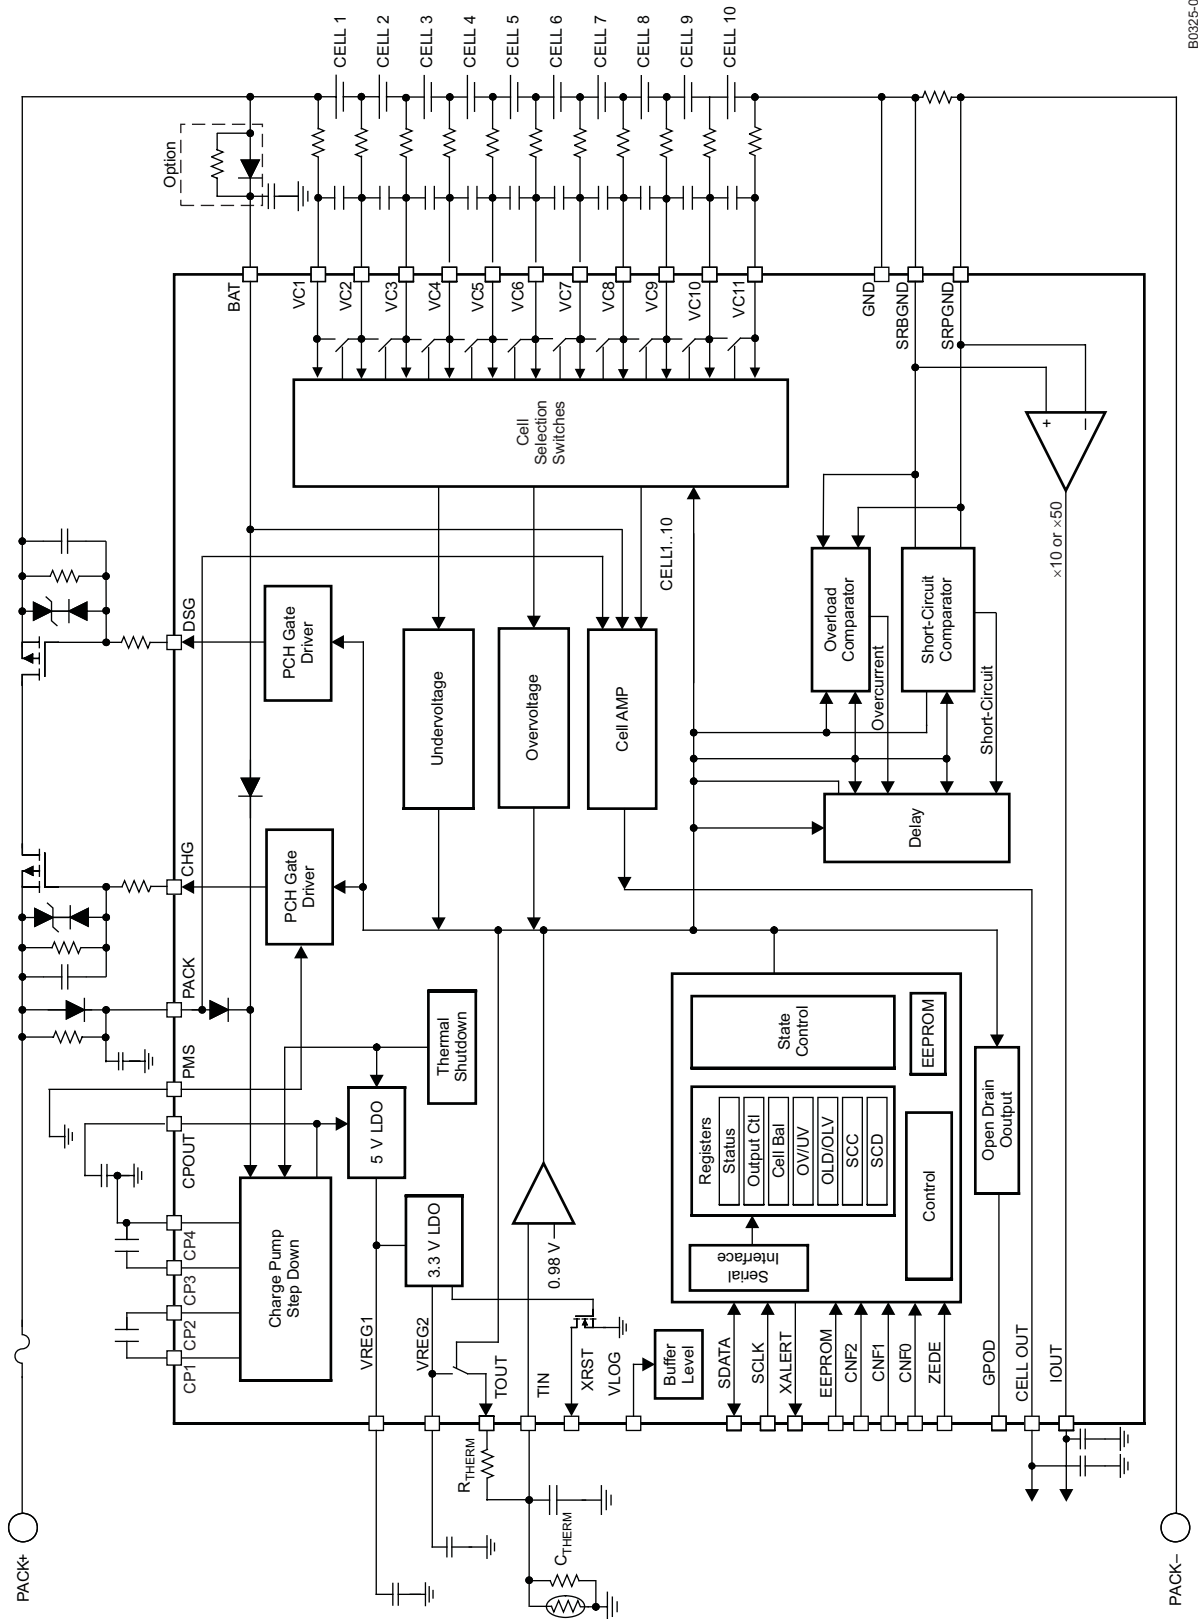 PACK+
PACK–
B0325-0
Option
CELL 1
CELL 2
CELL 3
CELL 4
CELL 5
CELL 6
CELL 7
CELL 8
CELL 9
CELL 10
CP1
CP2
CP3
CP4
CPOUT
PMS
PACK
CHG
DSG
BAT
VC1
VC2
VC3
VC4
VC5
VC6
VC7
VC8
VC9
VC10
VC11
GND
SRBGND
SRPGND
Charge Pump
Step Down
5 V LDO
3.3 V LDO
Thermal
Shutdown
PCH Gate
Driver
PCH Gate
Driver
Undervoltage
Overvoltage
Cell AMP
Cell
Selection
Switches
CELL1..10
Overload
Comparator
Short-Circuit
Comparator
Overcurrent
Short-Circuit
Delay
+
–
×10 or ×50
0.98 V
VREG1
VREG2
TOUT
TIN
XRST
VLOG
Buffer
Level
SDATA
SCLK
XALERT
EEPROM
CNF2
CNF1
CNF0
ZEDE
GPOD
CELL OUT
IOUT
RTHERM
CTHERM
Serial
Interface
Registers
Status
Output Ctl
Cell Bal
OV/UV
OLD/OLV
SCC
SCD
State
Control
EEPROM
Control
Open Drain
Ooutput